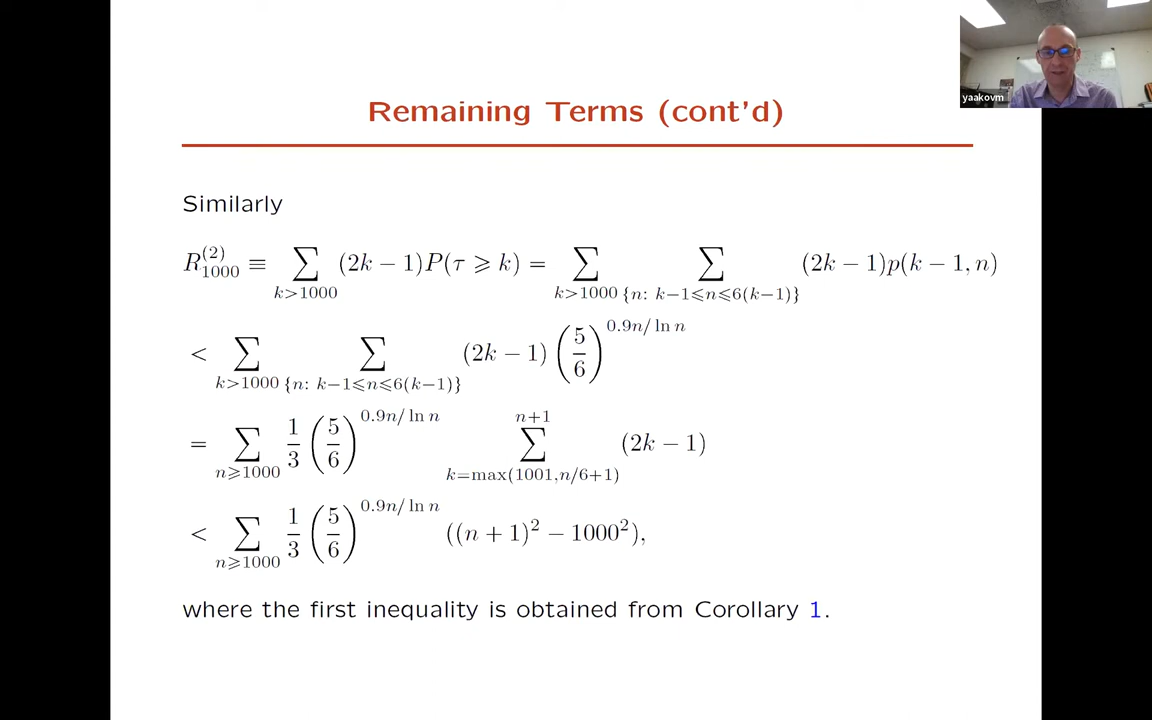 yaakovm
Remaining Terms (cont'd)
Similarly
R_{1000}^{(2)} ≡ ∑_{k>1000} (2k − 1)P(τ ⩾ k) = ∑_{k>1000} ∑_{{n: k−1⩽n⩽6(k−1)}} (2k − 1)p(k − 1, n)
< ∑_{k>1000} ∑_{{n: k−1⩽n⩽6(k−1)}} (2k − 1) (5/6)^{0.9n/ ln n}
= ∑_{n⩾1000} 1/3 (5/6)^{0.9n/ ln n} ∑_{k=max(1001,n/6+1)}^{n+1} (2k − 1)
< ∑_{n⩾1000} 1/3 (5/6)^{0.9n/ ln n} ((n + 1)² − 1000²),
where the first inequality is obtained from Corollary 1.